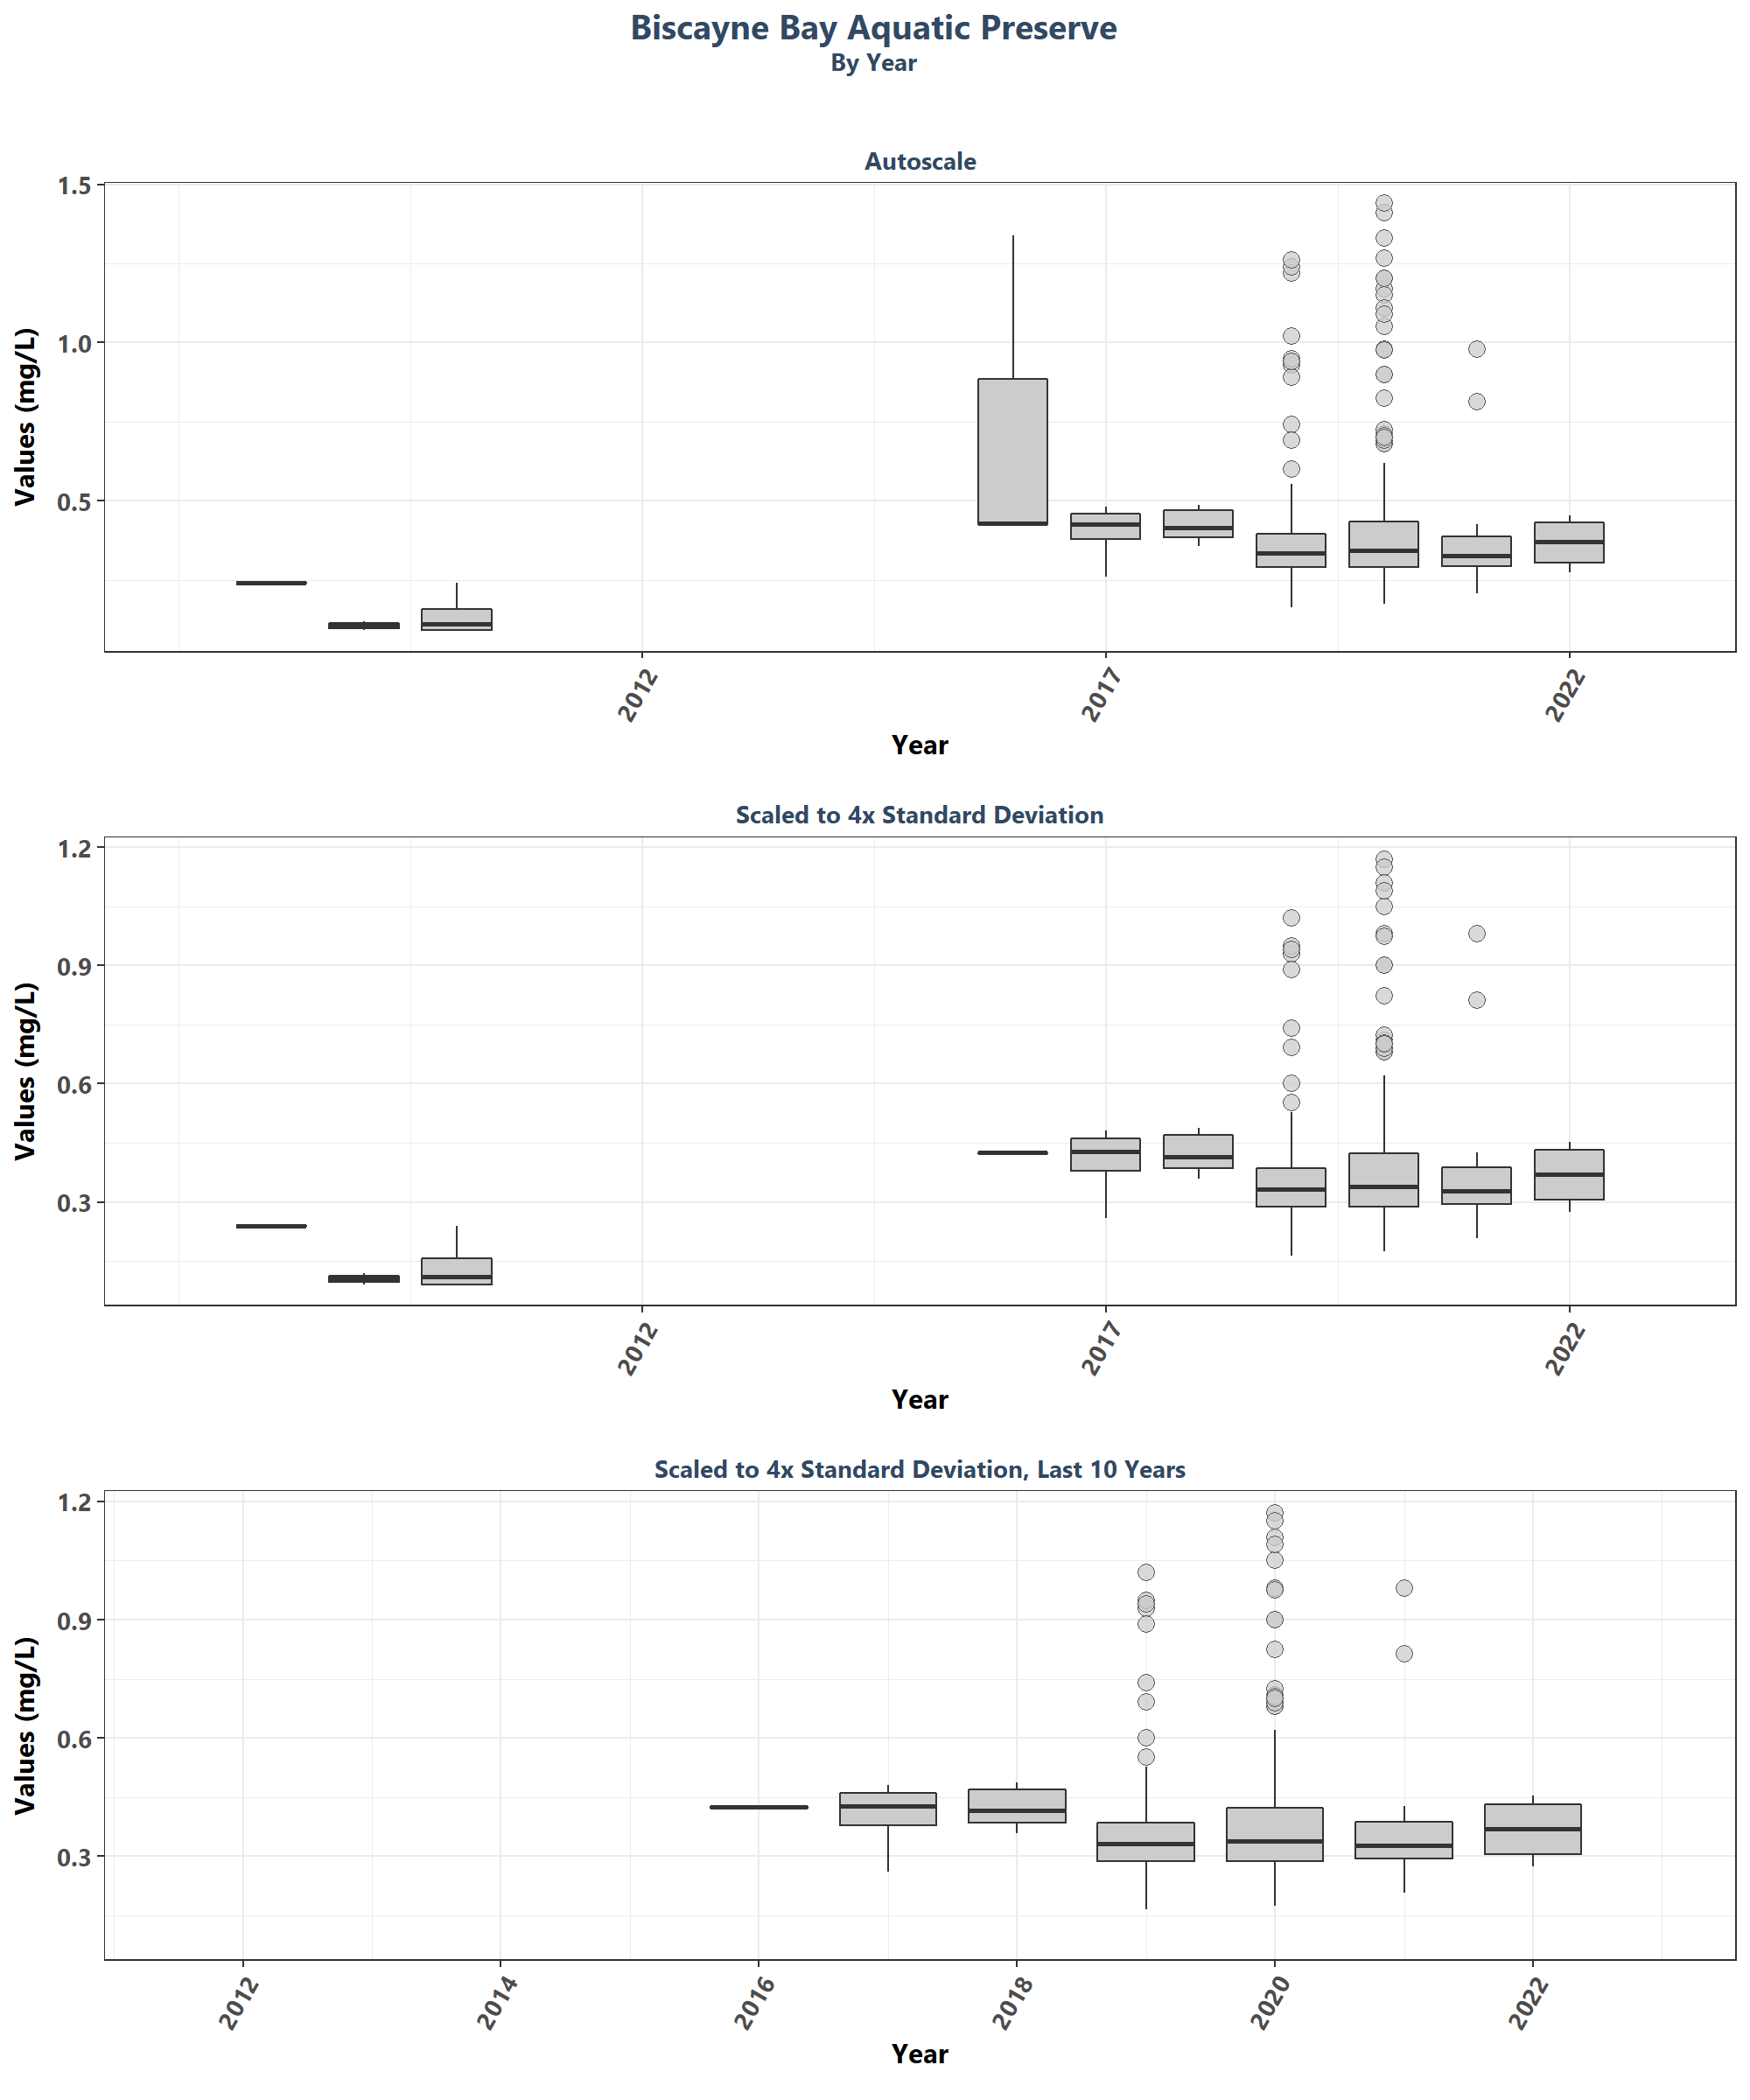 Biscayne Bay Aquatic Preserve
By Year
Autoscale
Values (mg/L)
1.5
1.0
0.5
2012
2017
2022
Year
Scaled to 4x Standard Deviation
Values (mg/L)
1.2
0.9
0.6
0.3
2012
2017
2022
Year
Scaled to 4x Standard Deviation, Last 10 Years
Values (mg/L)
1.2
0.9
0.6
0.3
2012
2014
2016
2018
2020
2022
Year